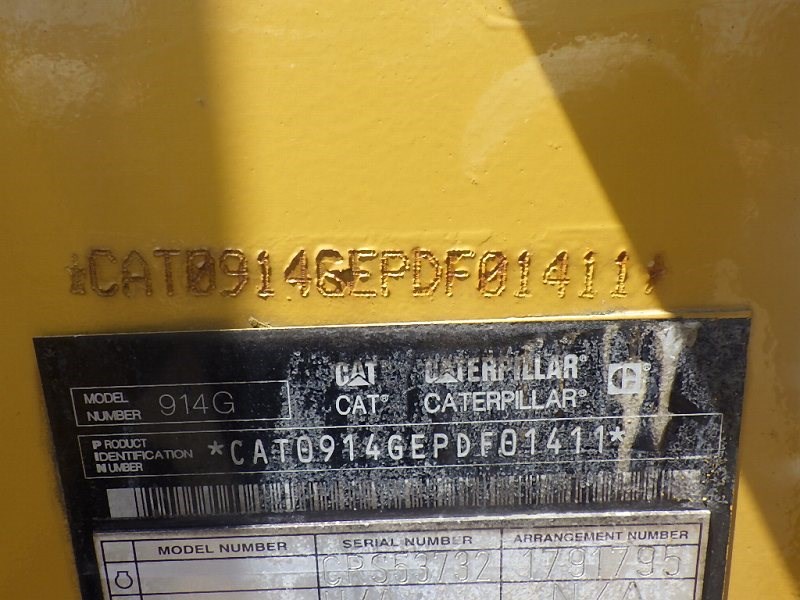 *CAT0914GEPDF01411*
CAT CATERPILLAR® C
MODEL NUMBER 914G
CAT® CATERPILLAR®
PRODUCT IDENTIFICATION NUMBER *CAT0914GEPDF01411*
MODEL NUMBER SERIAL NUMBER ARRANGEMENT NUMBER
CRS53732 1791795
N/A N/A